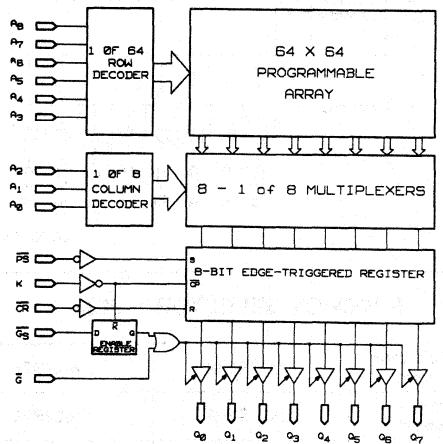 A8
A7
A6
A5
A4
A3
1 OF 64
ROW
DECODER
64 X 64
PROGRAMMABLE
ARRAY
A2
A1
A0
1 OF 8
COLUMN
DECODER
8 - 1 of 8 MULTIPLEXERS
PS
K
CR
GS
G
S
CP
R
8-BIT EDGE-TRIGGERED REGISTER
R
D
Q
ENABLE
REGISTER
Q0 Q1 Q2 Q3 Q4 Q5 Q6 Q7